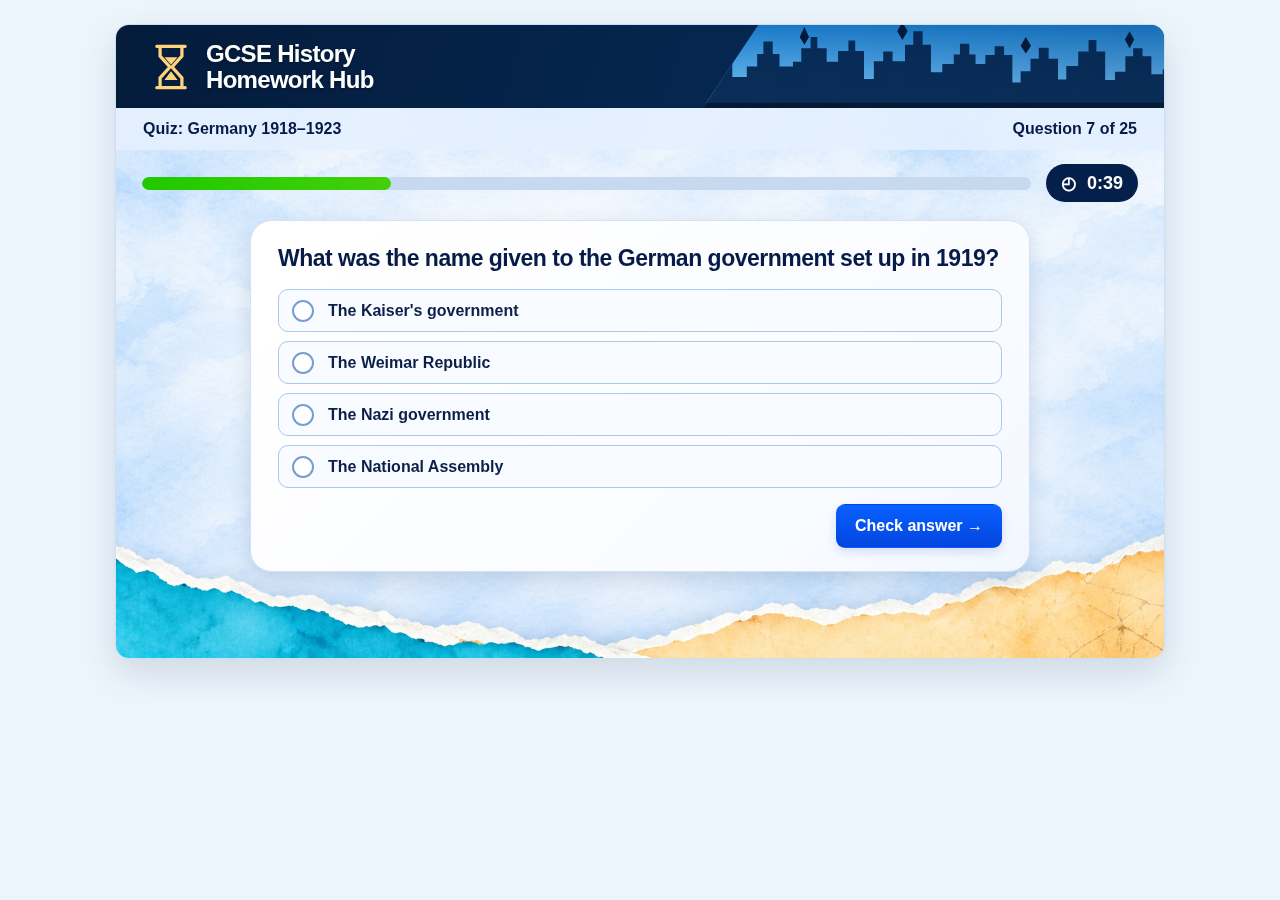 GCSE History
Homework Hub
Quiz: Germany 1918–1923
Question 7 of 25
0:39
What was the name given to the German government set up in 1919?
The Kaiser's government
The Weimar Republic
The Nazi government
The National Assembly
Check answer →